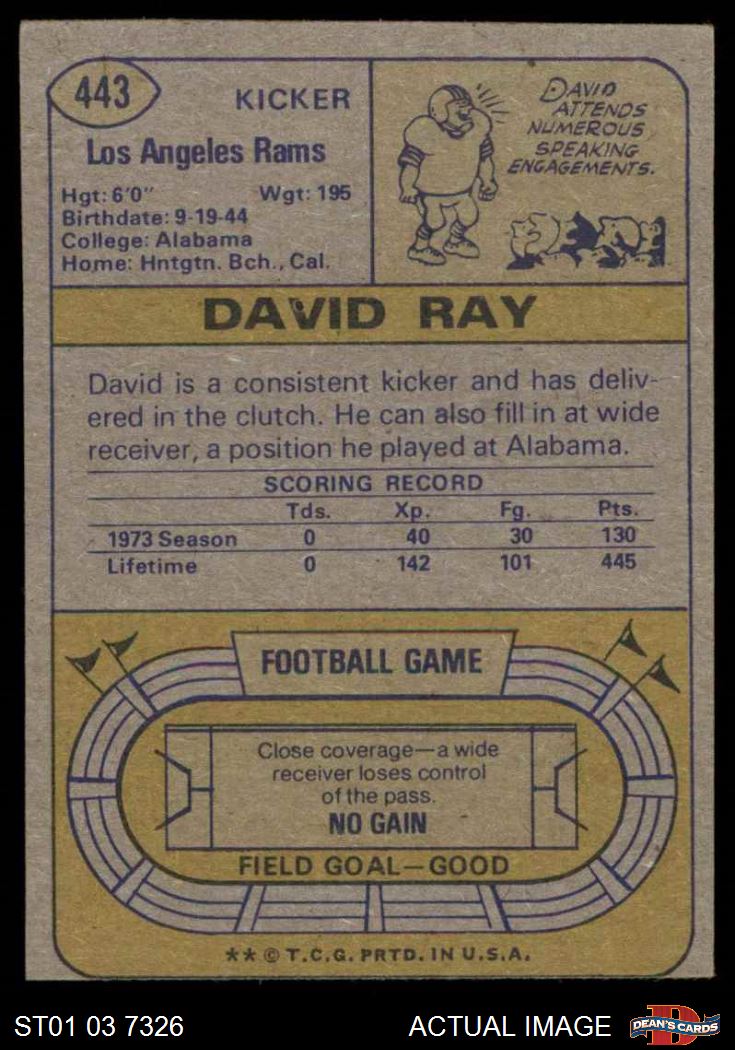 443
KICKER
Los Angeles Rams
Hgt: 6'0" Wgt: 195
Birthdate: 9-19-44
College: Alabama
Home: Hntgtn. Bch., Cal.
DAVID
ATTENDS
NUMEROUS
SPEAKING
ENGAGEMENTS.
DAVID RAY
David is a consistent kicker and has deliv-
ered in the clutch. He can also fill in at wide
receiver, a position he played at Alabama.
SCORING RECORD
Tds. Xp. Fg. Pts.
1973 Season 0 40 30 130
Lifetime 0 142 101 445
FOOTBALL GAME
Close coverage—a wide
receiver loses control
of the pass.
NO GAIN
FIELD GOAL—GOOD
** © T.C.G. PRTD. IN U.S.A.
ST01 03 7326 ACTUAL IMAGE
DEAN'S CARDS